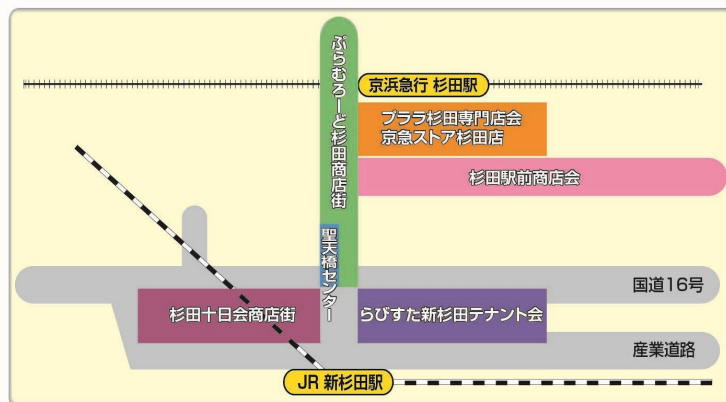 ぷらむろーど杉田商店街
京浜急行 杉田駅
プララ杉田専門店会
京急ストア杉田店
杉田駅前商店会
聖天橋センター
国道16号
杉田十日会商店街
らびすた新杉田テナント会
産業道路
JR 新杉田駅